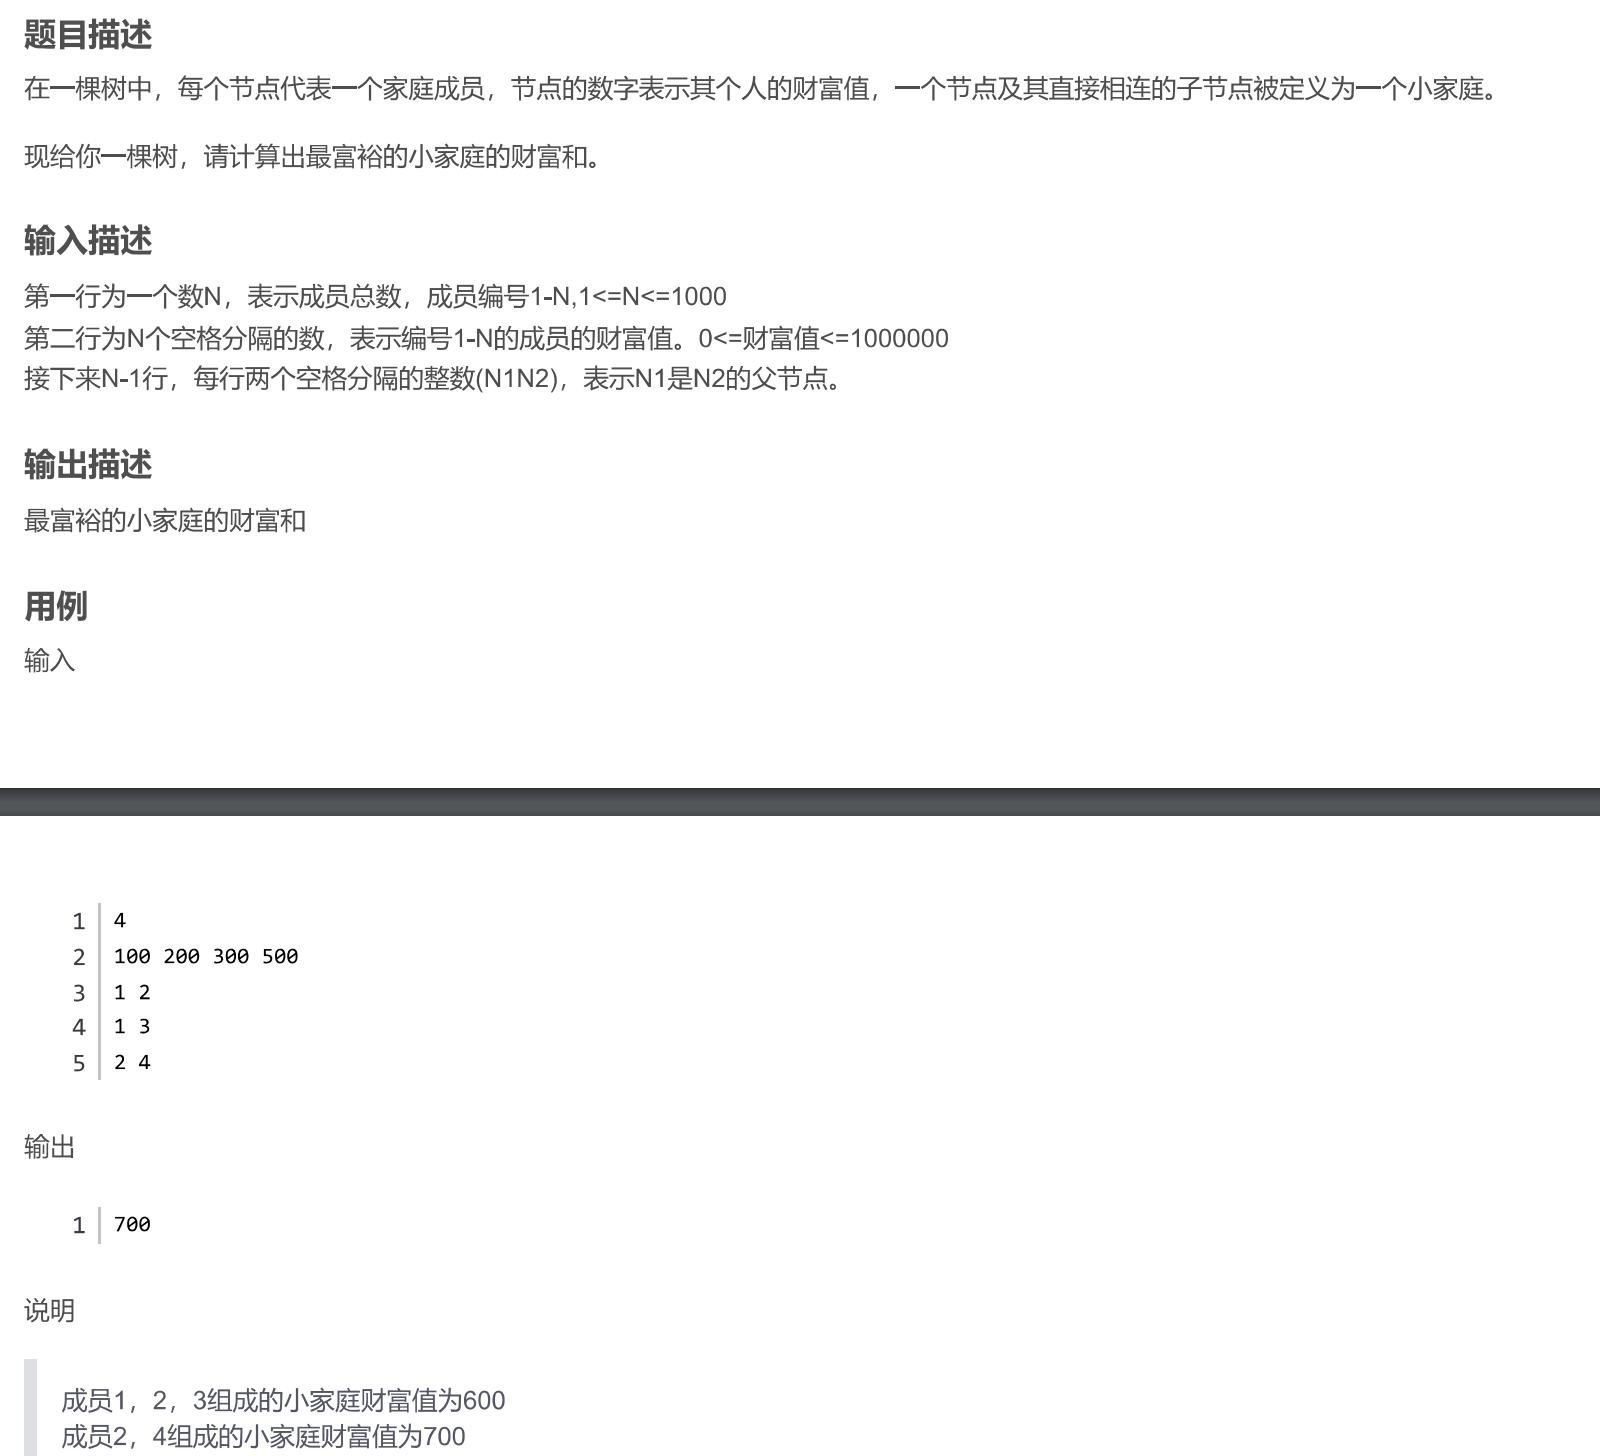 题目描述
在一棵树中，每个节点代表一个家庭成员，节点的数字表示其个人的财富值，一个节点及其直接相连的子节点被定义为一个小家庭。
现给你一棵树，请计算出最富裕的小家庭的财富和。
输入描述
第一行为一个数N，表示成员总数，成员编号1-N,1<=N<=1000
第二行为N个空格分隔的数，表示编号1-N的成员的财富值。0<=财富值<=1000000
接下来N-1行，每行两个空格分隔的整数(N1N2)，表示N1是N2的父节点。
输出描述
最富裕的小家庭的财富和
用例
输入
1 4
2 100 200 300 500
3 1 2
4 1 3
5 2 4
输出
1 700
说明
成员1，2，3组成的小家庭财富值为600
成员2，4组成的小家庭财富值为700